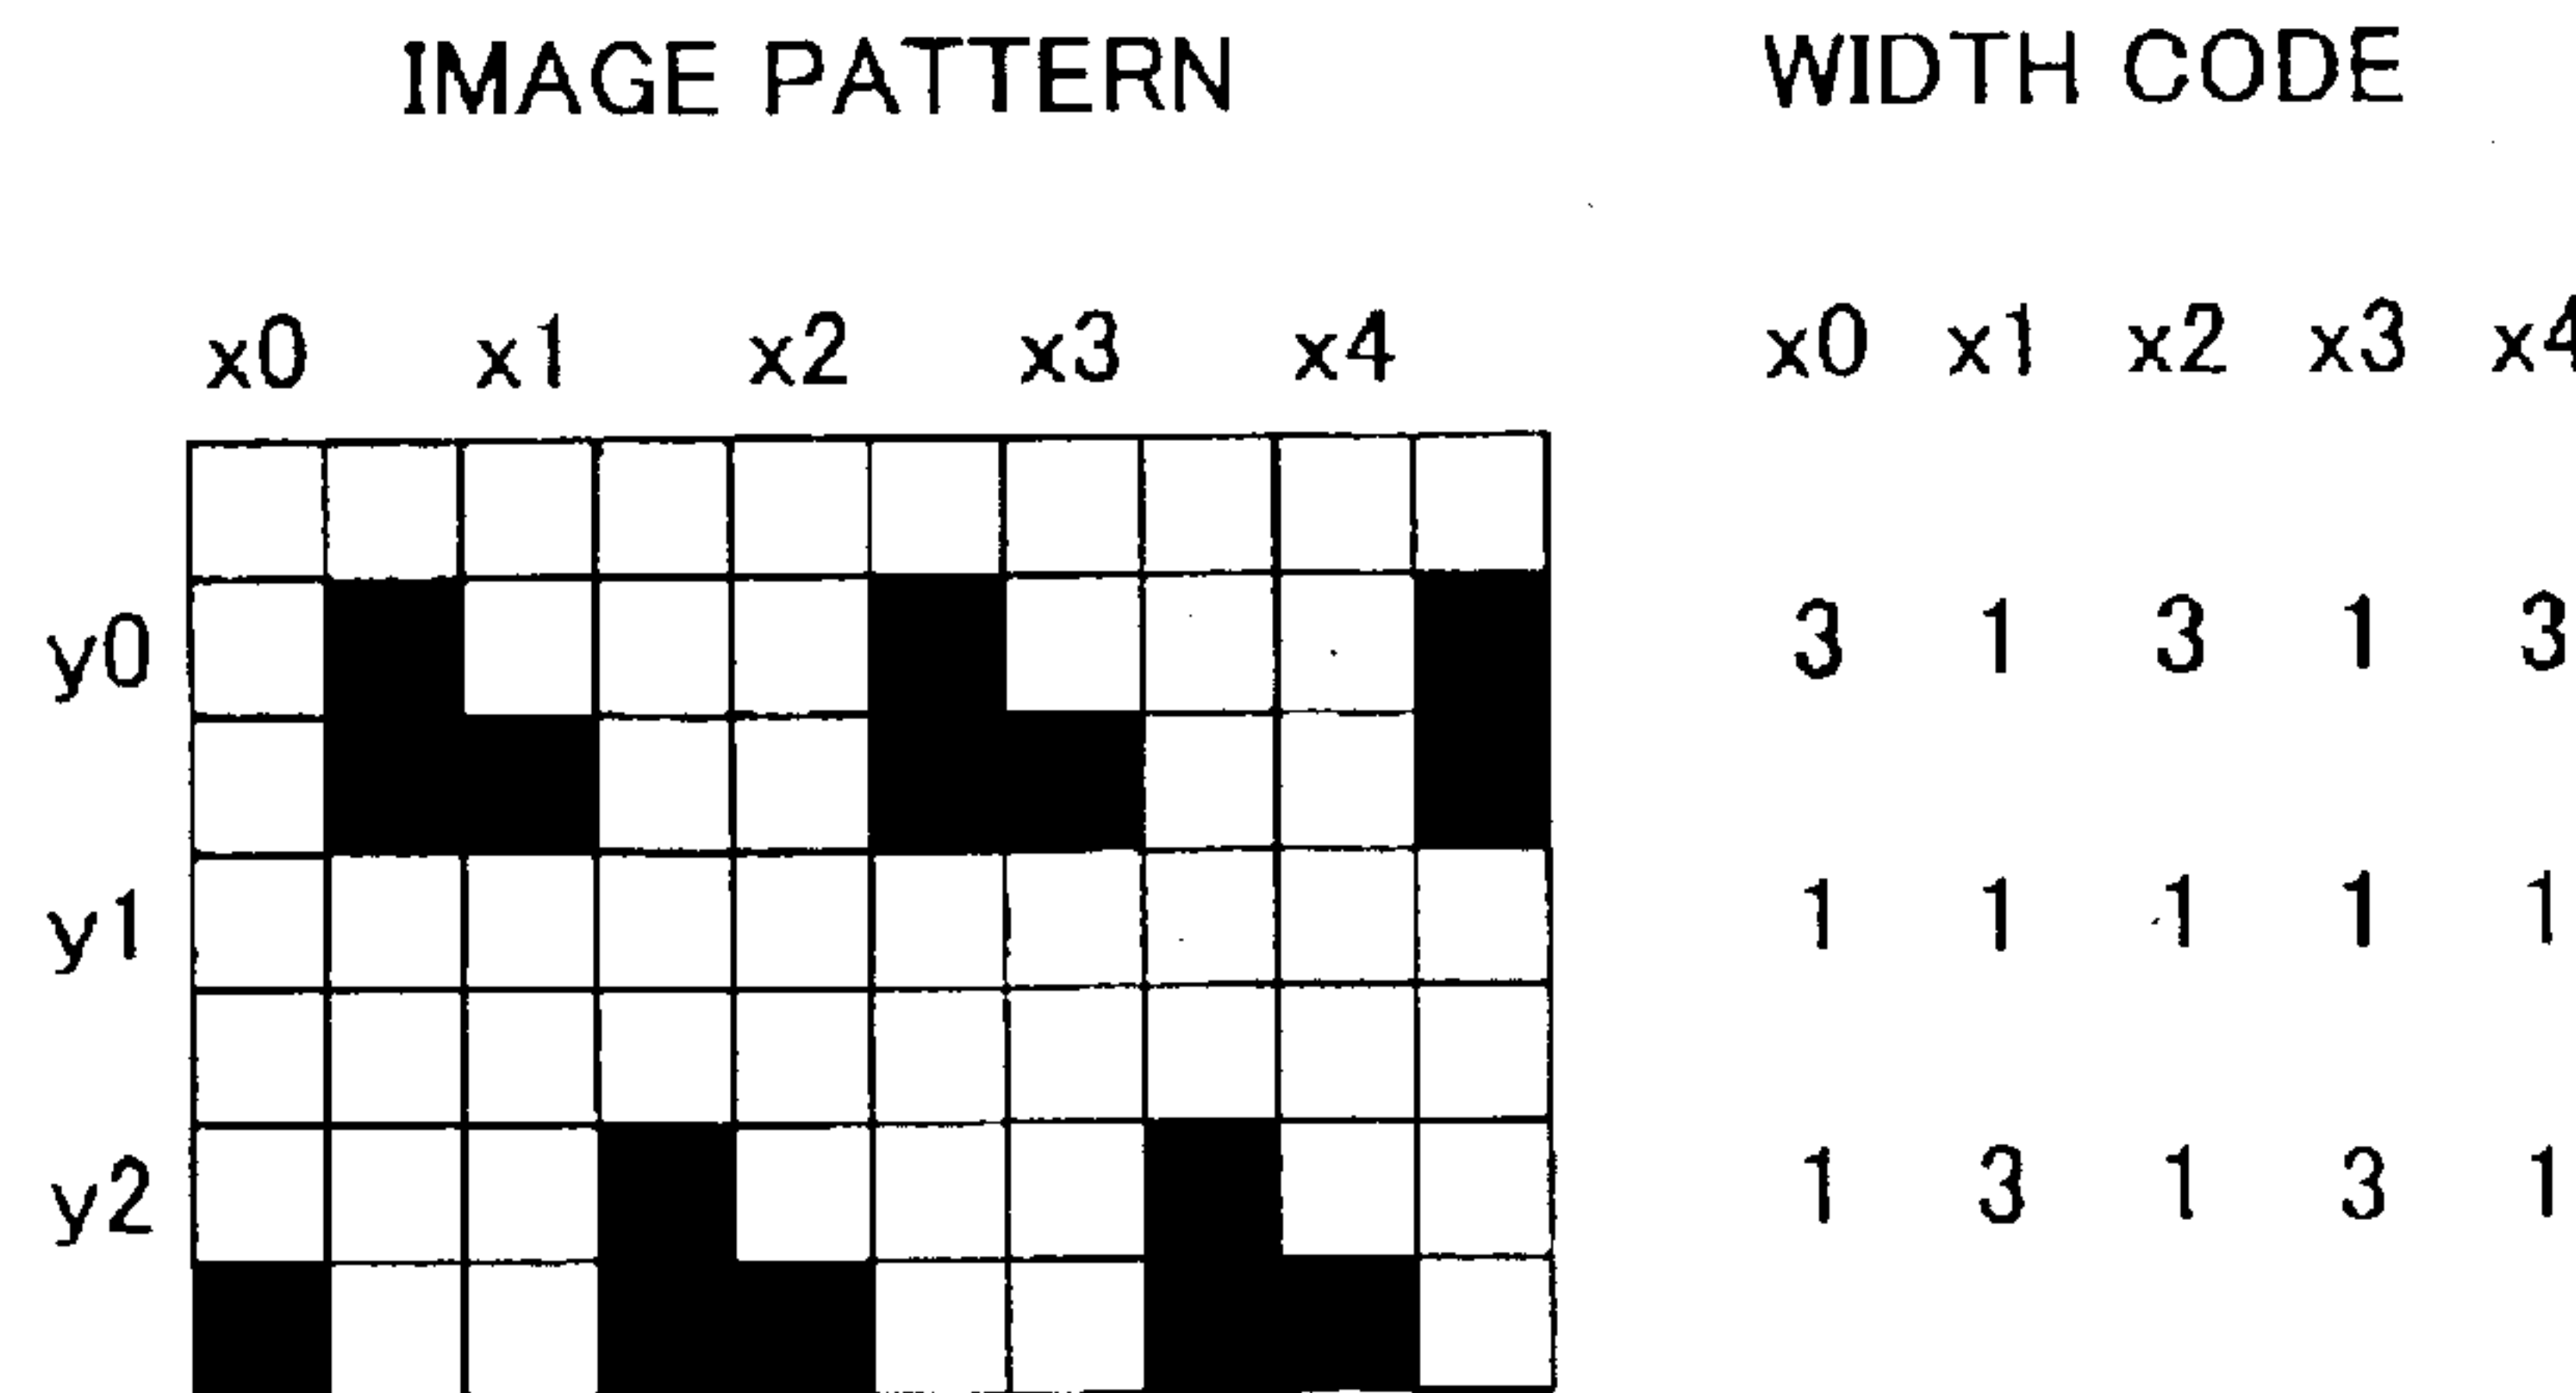 IMAGE PATTERN WIDTH CODE
x0 x1 x2 x3 x4 x0 x1 x2 x3 x4
y0 3 1 3 1 3
y1 1 1 1 1 1
y2 1 3 1 3 1